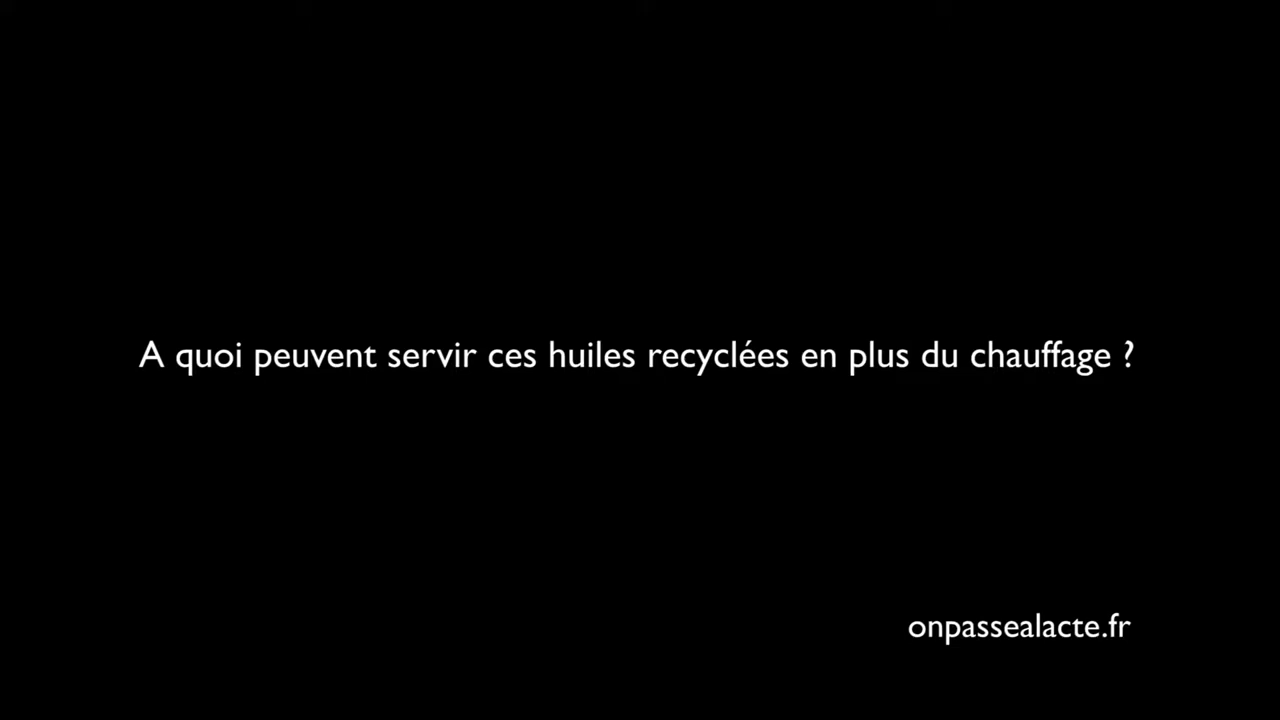 A quoi peuvent servir ces huiles recyclées en plus du chauffage ?
onpassealacte.fr